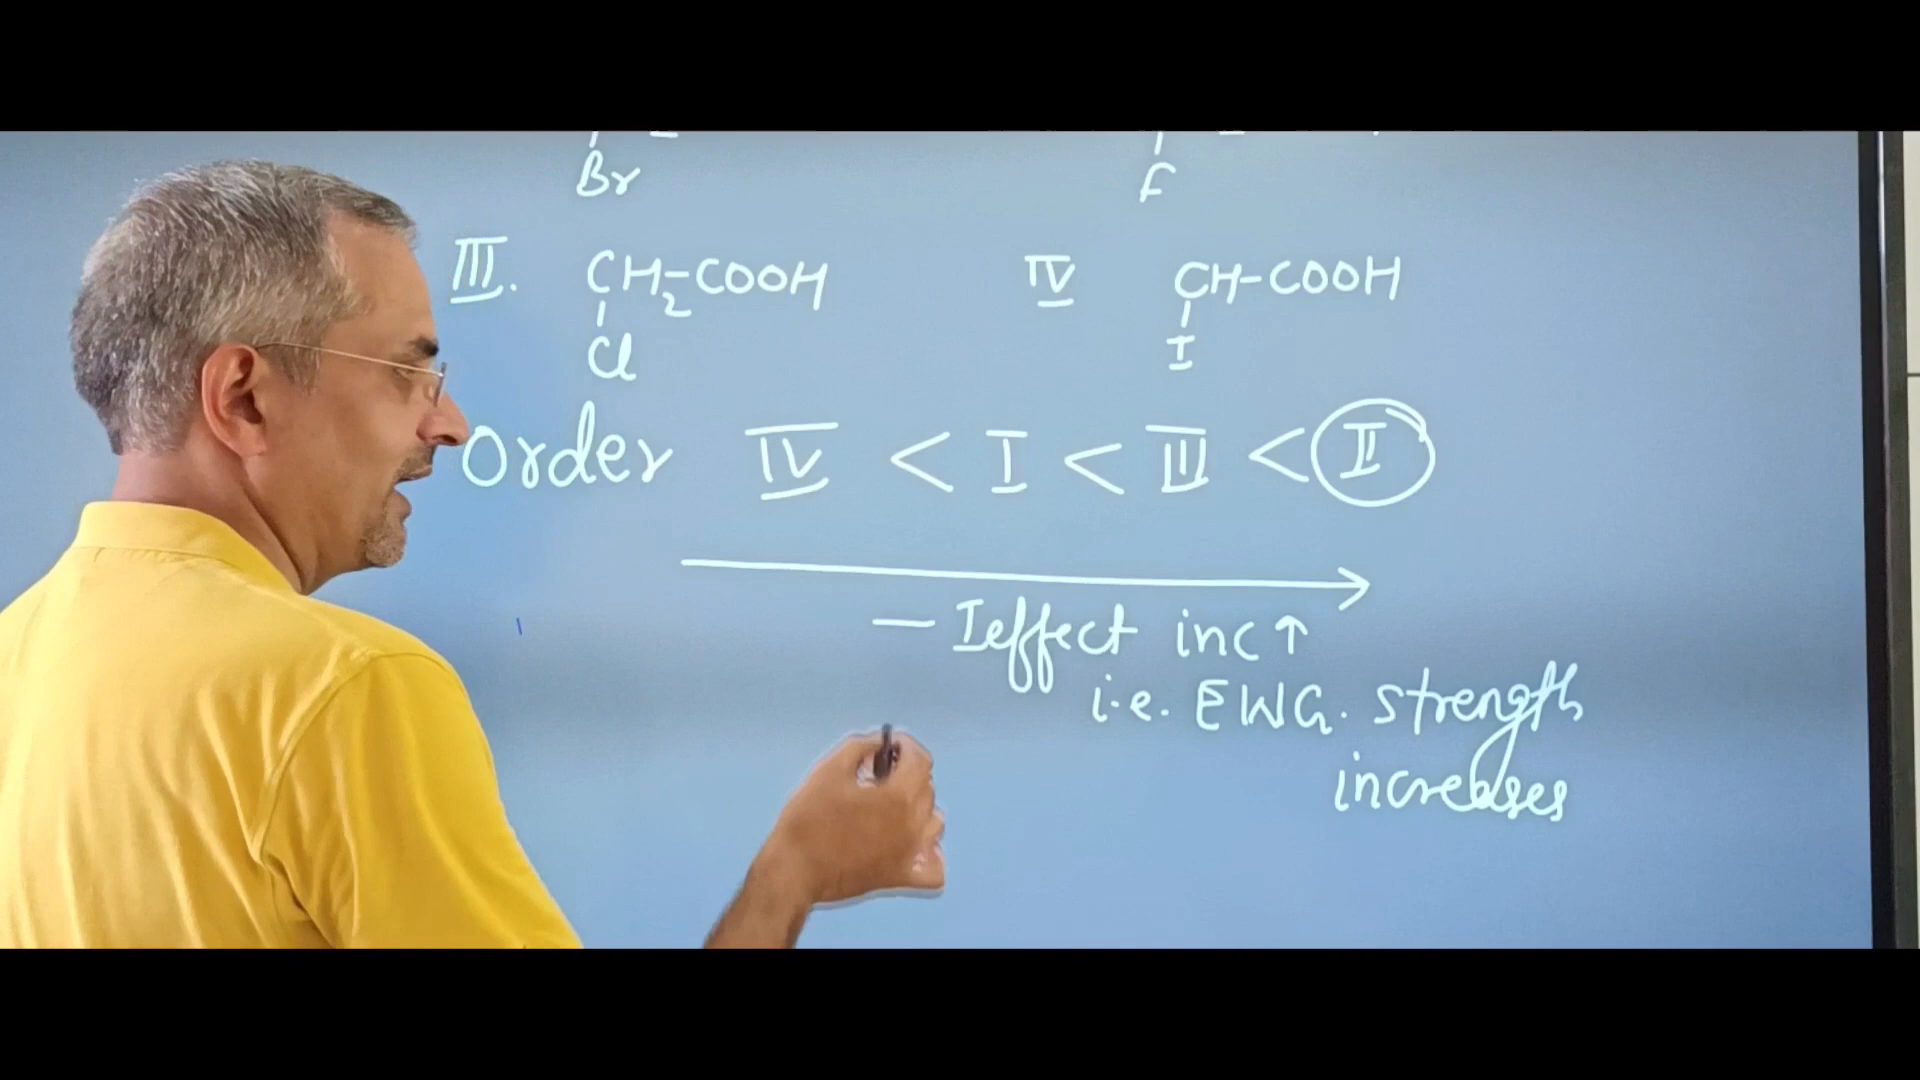 Br F
III. CH2-COOH IV CH-COOH
Cl I
Order IV < I < III < II
— I effect inc ↑
i.e. EWG. strength
increases